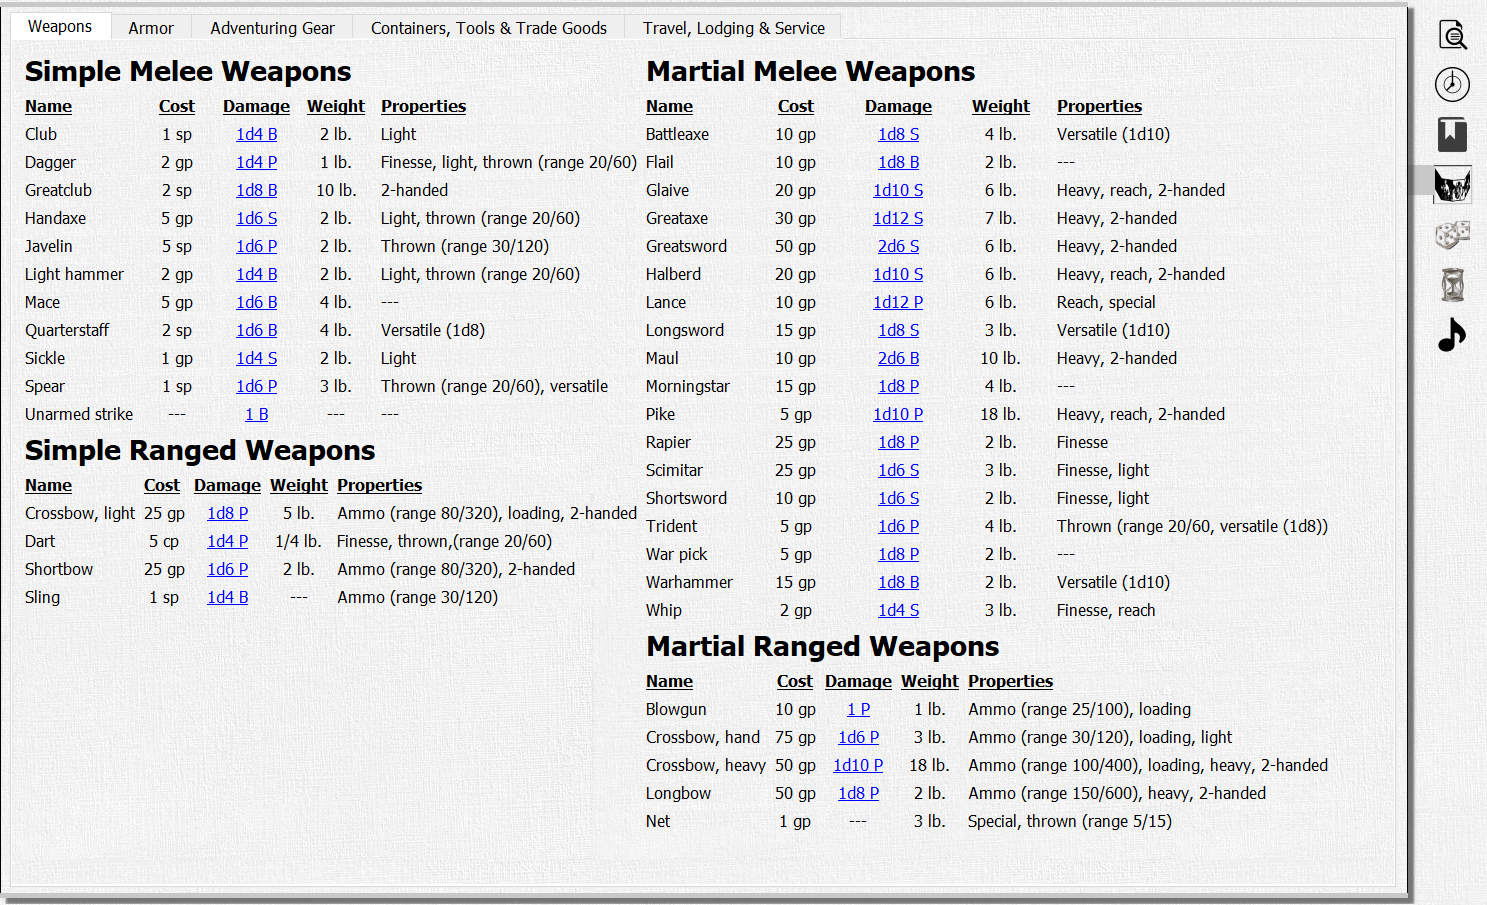 Weapons Armor Adventuring Gear Containers, Tools & Trade Goods Travel, Lodging & Service
Simple Melee Weapons
Name Cost Damage Weight Properties
Club 1 sp 1d4 B 2 lb. Light
Dagger 2 gp 1d4 P 1 lb. Finesse, light, thrown (range 20/60)
Greatclub 2 sp 1d8 B 10 lb. 2-handed
Handaxe 5 gp 1d6 S 2 lb. Light, thrown (range 20/60)
Javelin 5 sp 1d6 P 2 lb. Thrown (range 30/120)
Light hammer 2 gp 1d4 B 2 lb. Light, thrown (range 20/60)
Mace 5 gp 1d6 B 4 lb. ---
Quarterstaff 2 sp 1d6 B 4 lb. Versatile (1d8)
Sickle 1 gp 1d4 S 2 lb. Light
Spear 1 sp 1d6 P 3 lb. Thrown (range 20/60), versatile
Unarmed strike --- 1 B --- ---
Simple Ranged Weapons
Name Cost Damage Weight Properties
Crossbow, light 25 gp 1d8 P 5 lb. Ammo (range 80/320), loading, 2-handed
Dart 5 cp 1d4 P 1/4 lb. Finesse, thrown,(range 20/60)
Shortbow 25 gp 1d6 P 2 lb. Ammo (range 80/320), 2-handed
Sling 1 sp 1d4 B --- Ammo (range 30/120)
Martial Melee Weapons
Name Cost Damage Weight Properties
Battleaxe 10 gp 1d8 S 4 lb. Versatile (1d10)
Flail 10 gp 1d8 B 2 lb. ---
Glaive 20 gp 1d10 S 6 lb. Heavy, reach, 2-handed
Greataxe 30 gp 1d12 S 7 lb. Heavy, 2-handed
Greatsword 50 gp 2d6 S 6 lb. Heavy, 2-handed
Halberd 20 gp 1d10 S 6 lb. Heavy, reach, 2-handed
Lance 10 gp 1d12 P 6 lb. Reach, special
Longsword 15 gp 1d8 S 3 lb. Versatile (1d10)
Maul 10 gp 2d6 B 10 lb. Heavy, 2-handed
Morningstar 15 gp 1d8 P 4 lb. ---
Pike 5 gp 1d10 P 18 lb. Heavy, reach, 2-handed
Rapier 25 gp 1d8 P 2 lb. Finesse
Scimitar 25 gp 1d6 S 3 lb. Finesse, light
Shortsword 10 gp 1d6 S 2 lb. Finesse, light
Trident 5 gp 1d6 P 4 lb. Thrown (range 20/60, versatile (1d8))
War pick 5 gp 1d8 P 2 lb. ---
Warhammer 15 gp 1d8 B 2 lb. Versatile (1d10)
Whip 2 gp 1d4 S 3 lb. Finesse, reach
Martial Ranged Weapons
Name Cost Damage Weight Properties
Blowgun 10 gp 1 P 1 lb. Ammo (range 25/100), loading
Crossbow, hand 75 gp 1d6 P 3 lb. Ammo (range 30/120), loading, light
Crossbow, heavy 50 gp 1d10 P 18 lb. Ammo (range 100/400), loading, heavy, 2-handed
Longbow 50 gp 1d8 P 2 lb. Ammo (range 150/600), heavy, 2-handed
Net 1 gp --- 3 lb. Special, thrown (range 5/15)